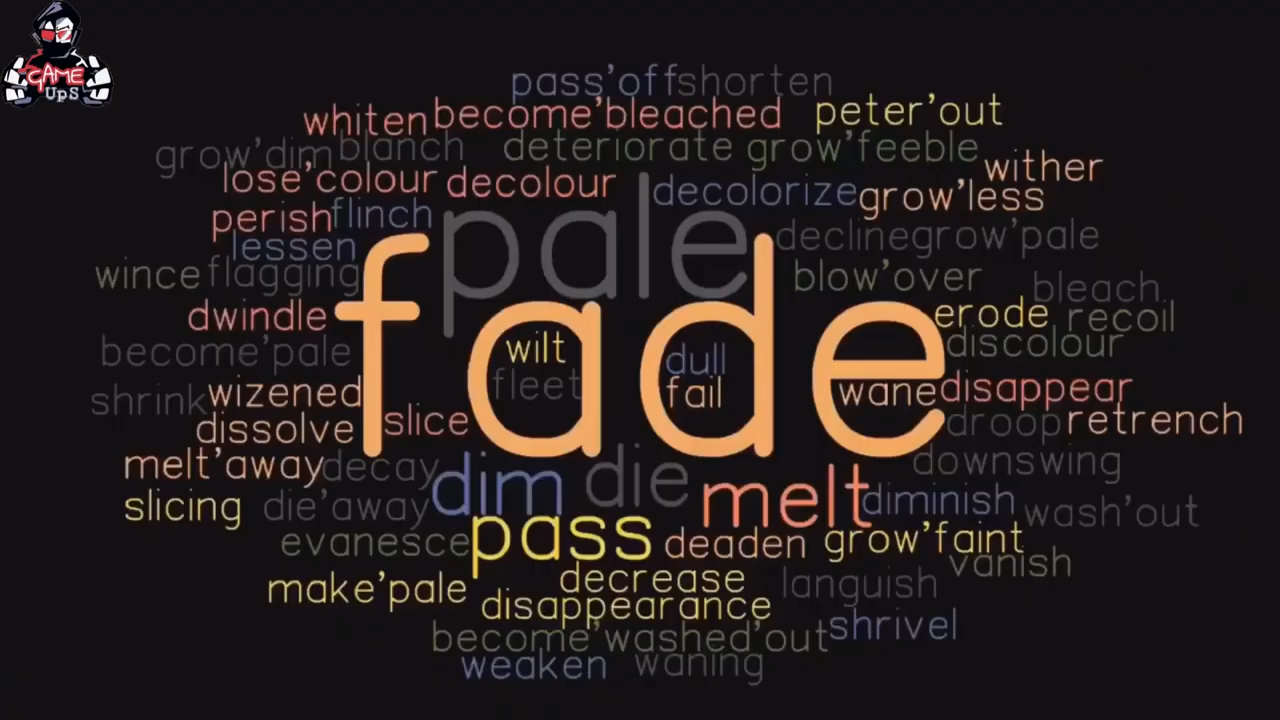 GAME
UpS
pass'off shorten
whiten become'bleached peter'out
grow'dim blanch deteriorate grow'feeble
lose'colour decolour pale decolorize grow'less wither
perish flinch
lessen decline grow'pale
wince flagging blow'over bleach
fade
dwindle erode recoil
become'pale wilt dull discolour
shrink wizened fleet fail wane disappear
dissolve slice droop retrench
melt'away decay dim die melt downswing
slicing die'away diminish wash'out
evanesce pass deaden grow'faint
vanish
make'pale decrease languish
disappearance
become'washed'out shrivel
weaken waning